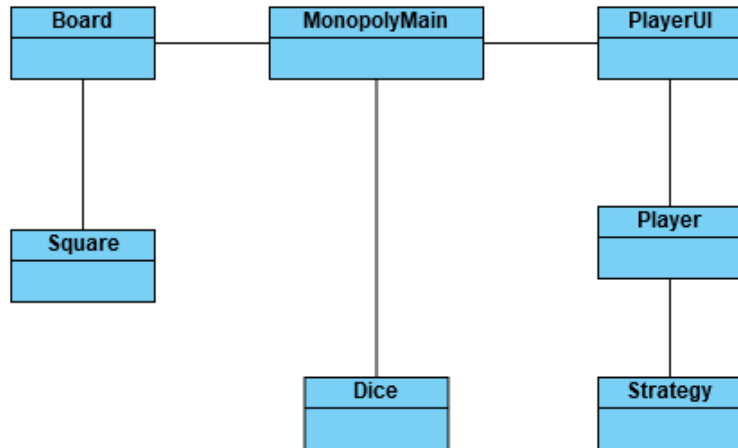 Board
MonopolyMain
PlayerUI
Square
Player
Dice
Strategy